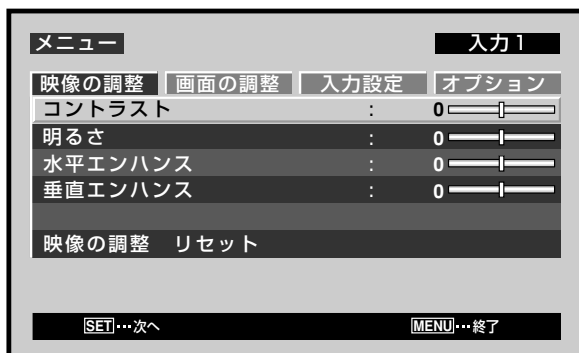 メニュー 入力1
映像の調整 画面の調整 入力設定 オプション
コントラスト : 0
明るさ : 0
水平エンハンス : 0
垂直エンハンス : 0
映像の調整 リセット
SET…次へ MENU…終了